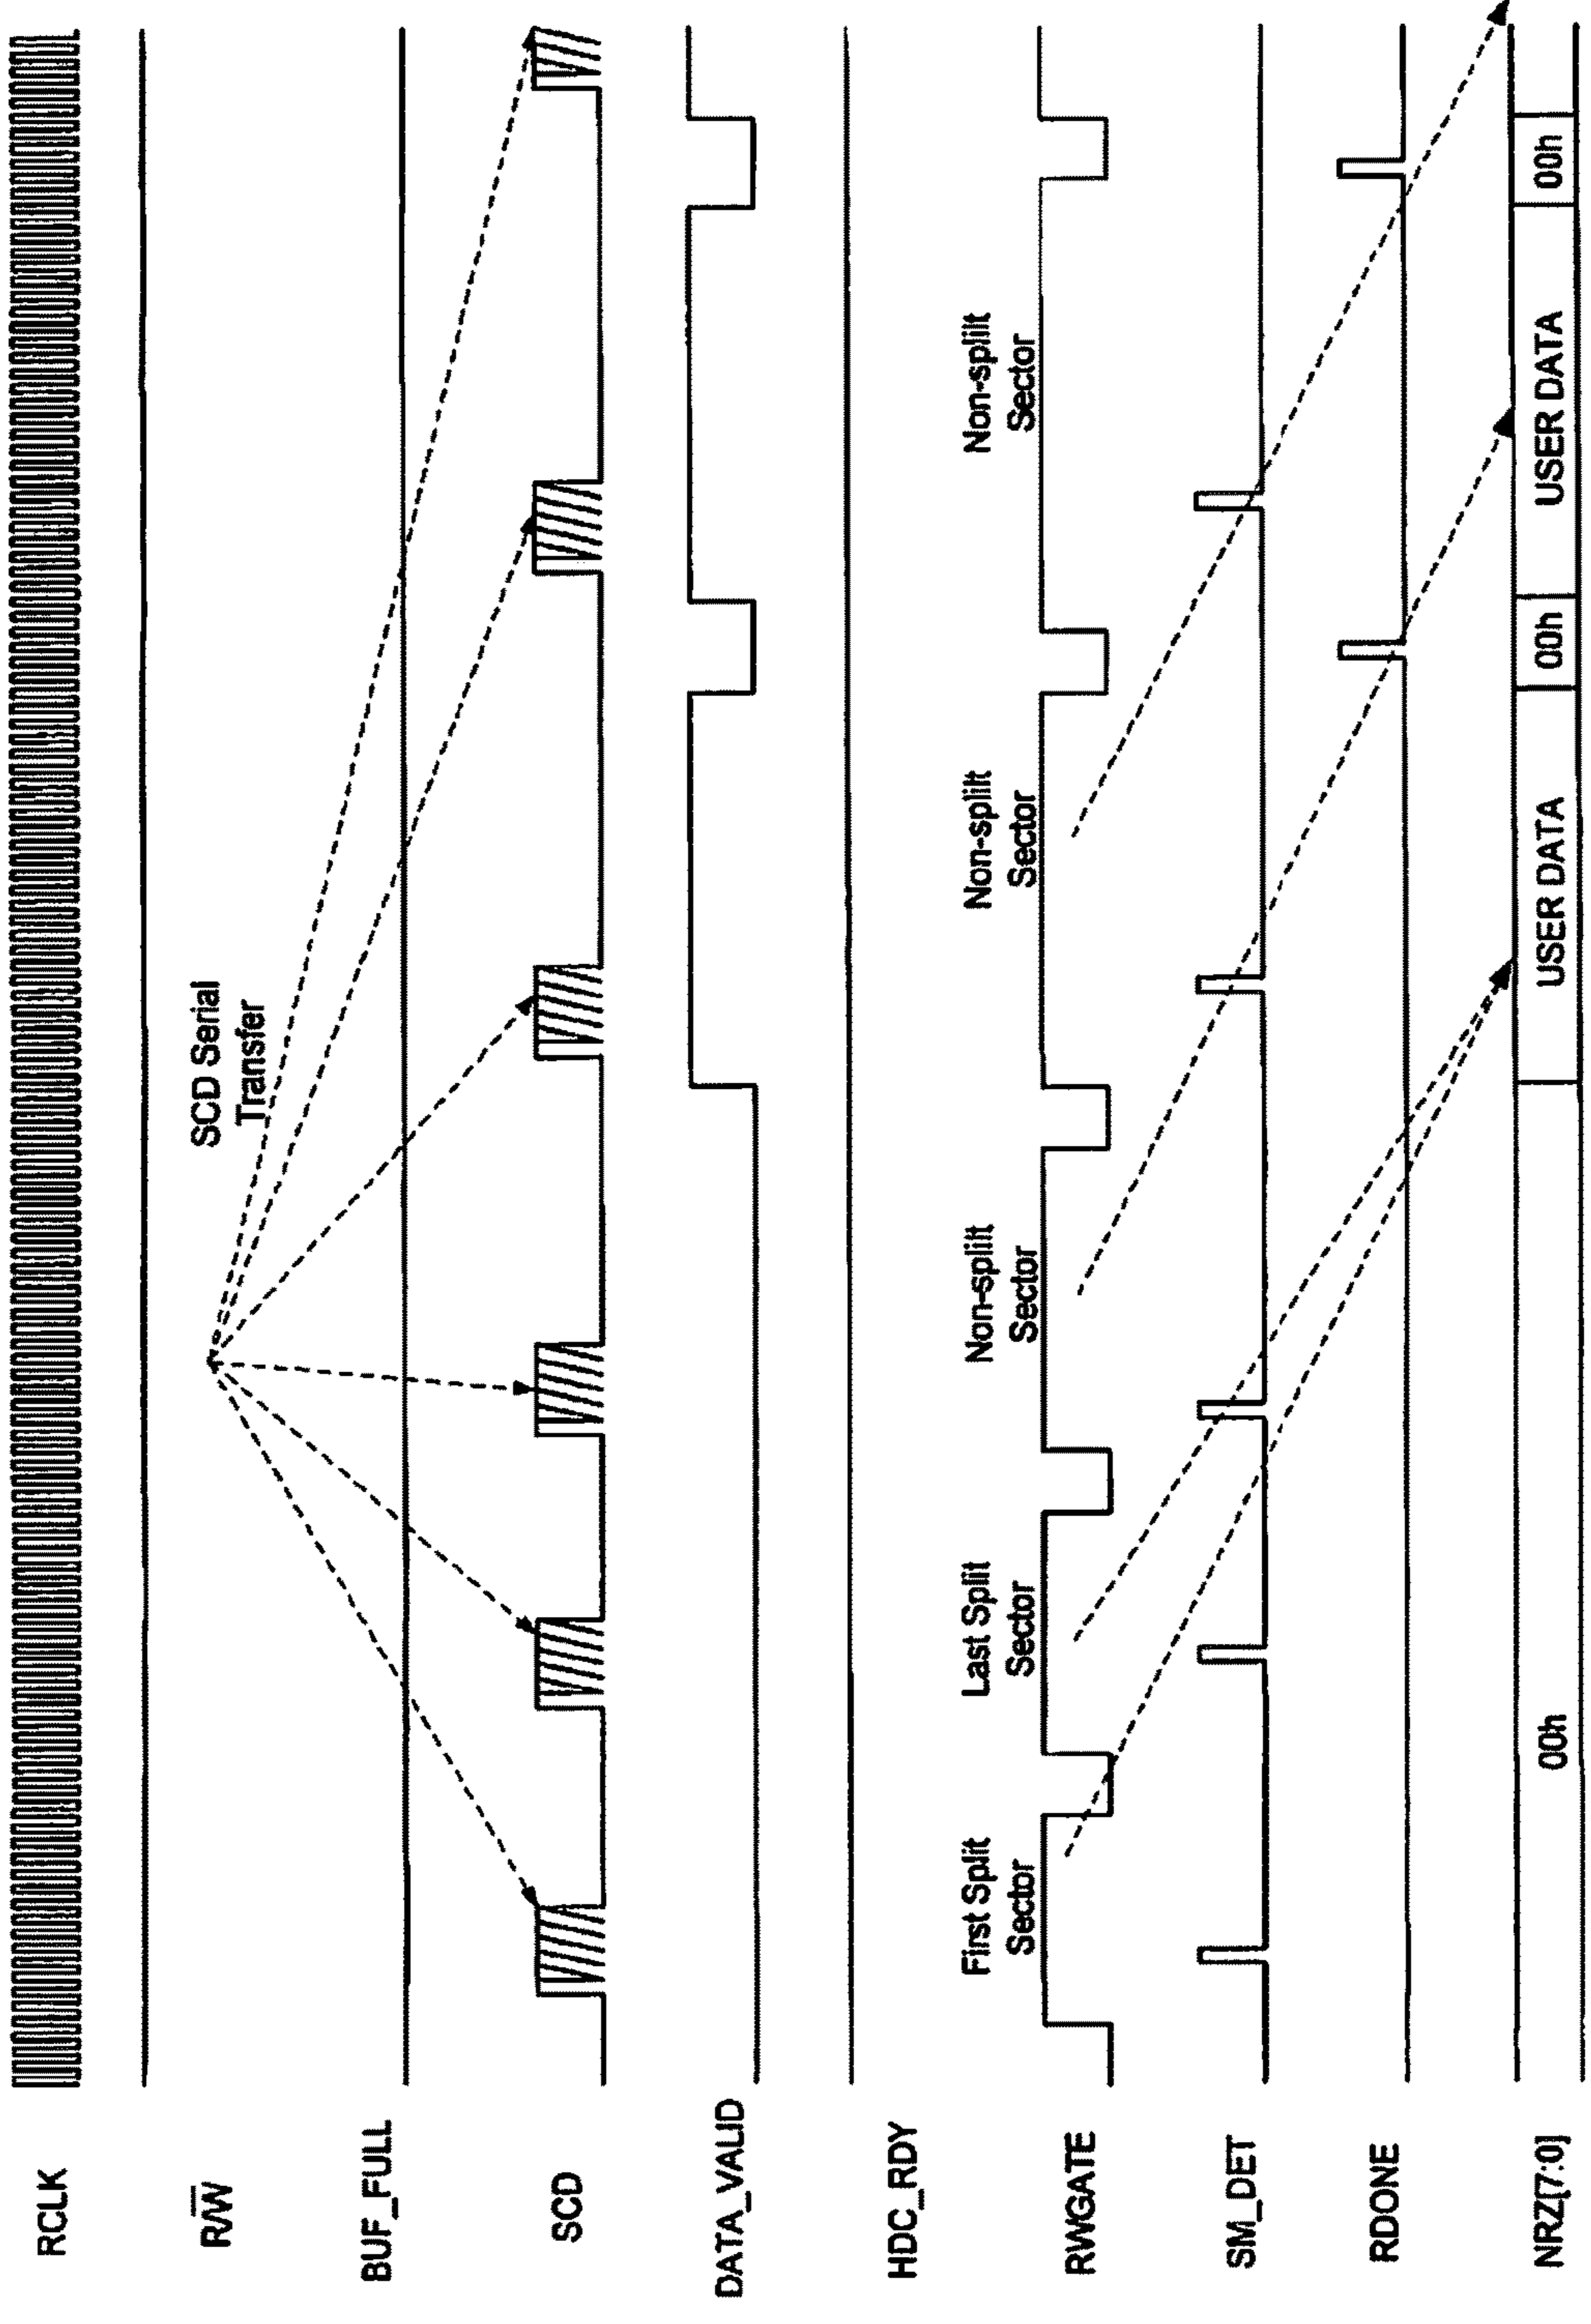 RCLK
R/W
SCD Serial
Transfer
BUF_FULL
SCD
DATA_VALID
HDC_RDY
First Split
Sector
Last Split
Sector
Non-split
Sector
Non-split
Sector
Non-split
Sector
RWGATE
SM_DET
RDONE
NRZ[7:0]
00h
USER DATA
00h
USER DATA
00h